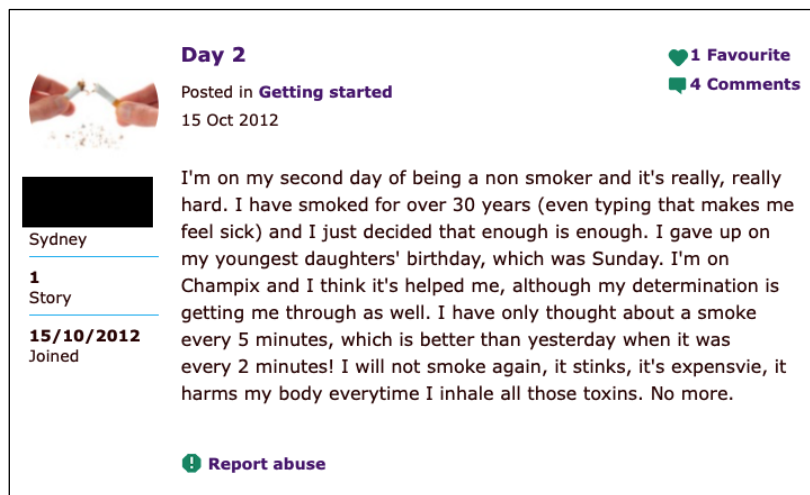 Day 2
1 Favourite
Posted in Getting started
4 Comments
15 Oct 2012
I'm on my second day of being a non smoker and it's really, really
hard. I have smoked for over 30 years (even typing that makes me
feel sick) and I just decided that enough is enough. I gave up on
my youngest daughters' birthday, which was Sunday. I'm on
Champix and I think it's helped me, although my determination is
getting me through as well. I have only thought about a smoke
every 5 minutes, which is better than yesterday when it was
every 2 minutes! I will not smoke again, it stinks, it's expensvie, it
harms my body everytime I inhale all those toxins. No more.
Sydney
1
Story
15/10/2012
Joined
Report abuse